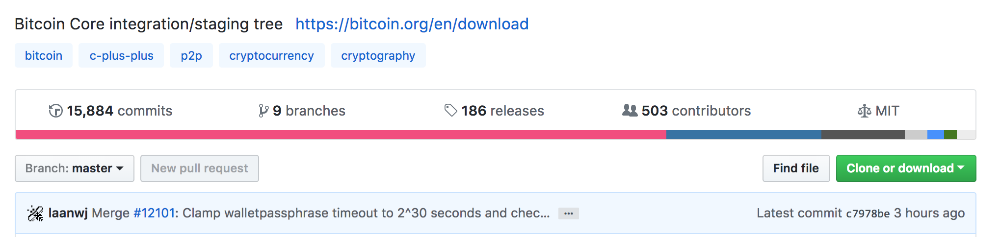 Bitcoin Core integration/staging tree https://bitcoin.org/en/download
bitcoin c-plus-plus p2p cryptocurrency cryptography
15,884 commits 9 branches 186 releases 503 contributors MIT
Branch: master New pull request Find file Clone or download
laanwj Merge #12101: Clamp walletpassphrase timeout to 2^30 seconds and chec... ... Latest commit c7978be 3 hours ago